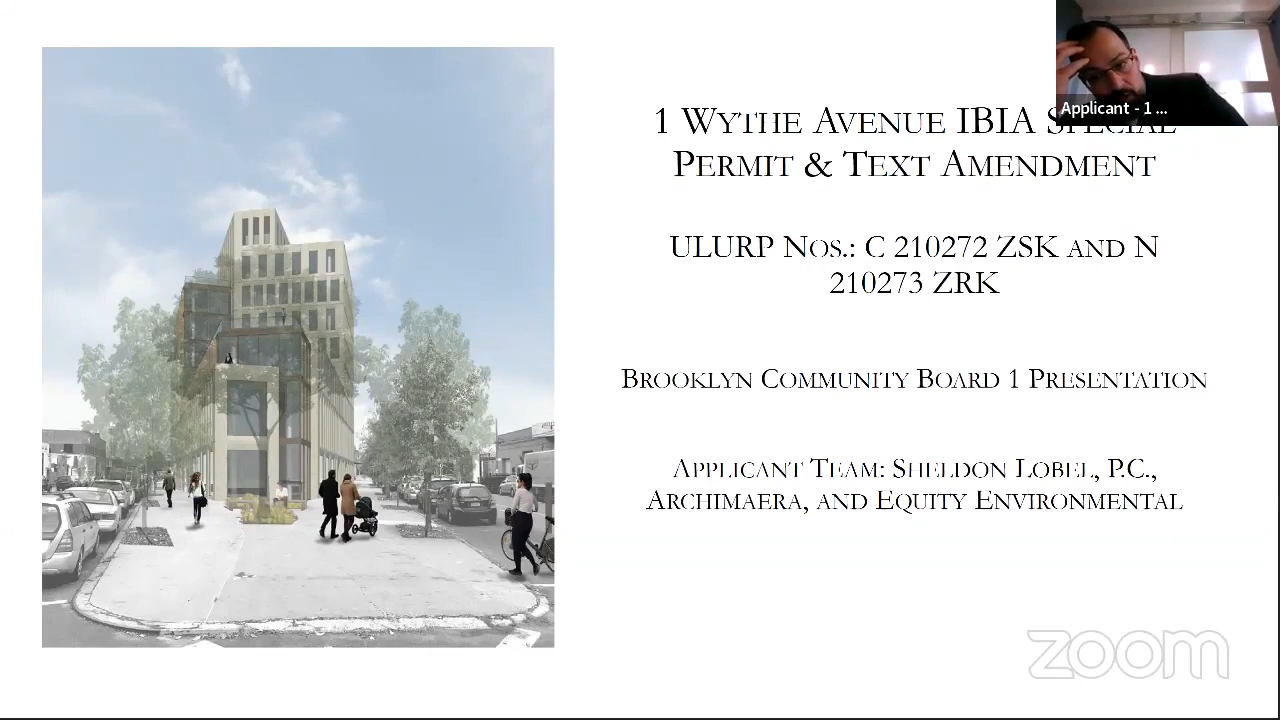 Applicant - 1 ...
1 Wythe Avenue IBIA Special
Permit & Text Amendment
ULURP Nos.: C 210272 ZSK and N
210273 ZRK
Brooklyn Community Board 1 Presentation
Applicant Team: Sheldon Lobel, P.C.,
Archimaera, and Equity Environmental
zoom